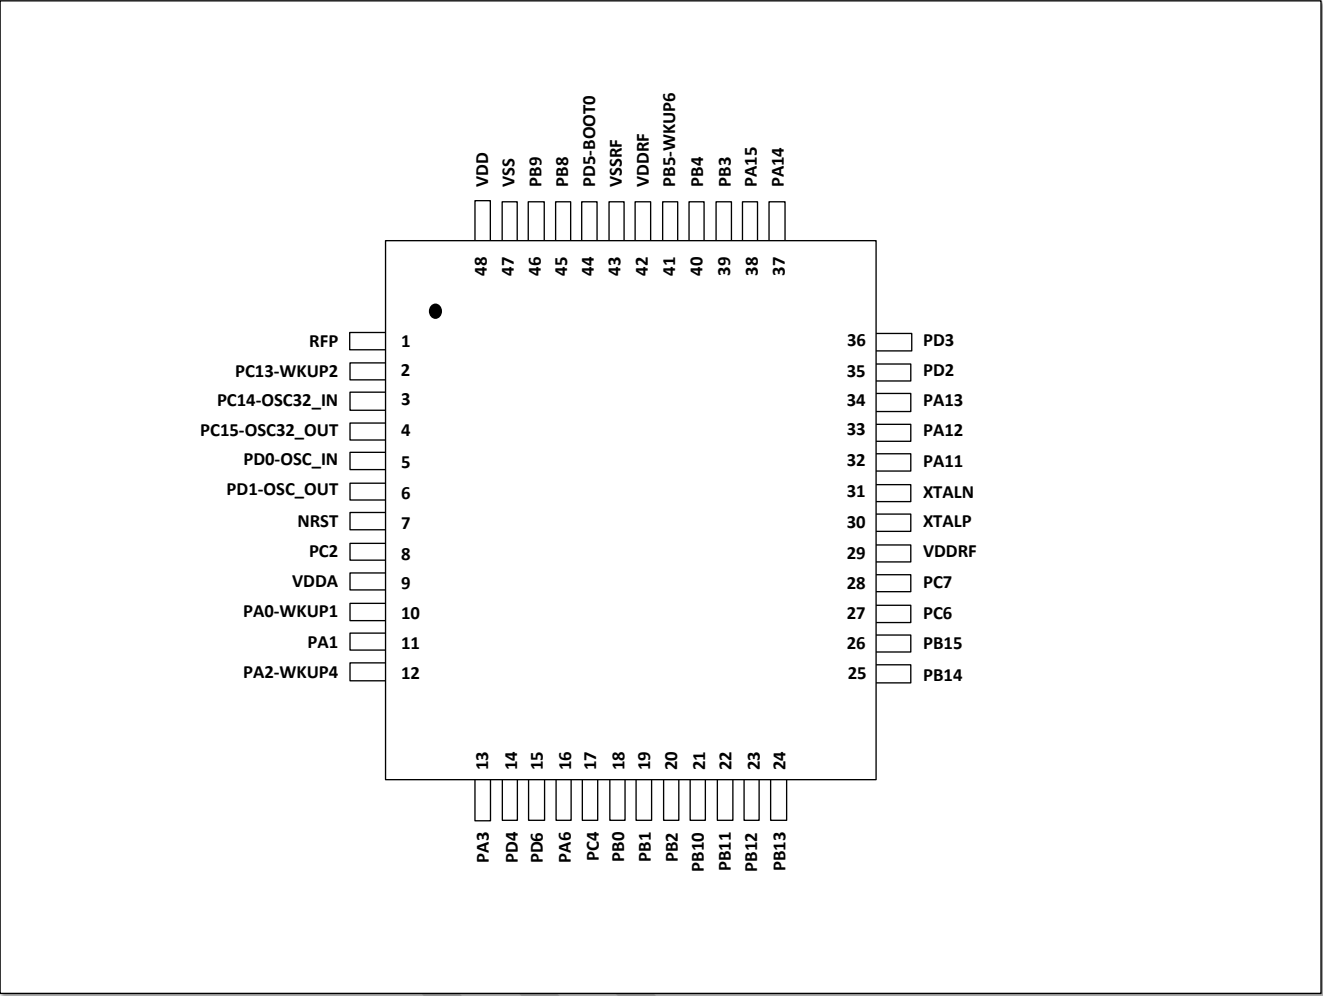 VDD
VSS
PB9
PB8
PD5-BOOT0
VSSRF
VDDRF
PB5-WKUP6
PB4
PB3
PA15
PA14
48
47
46
45
44
43
42
41
40
39
38
37
RFP 1
PC13-WKUP2 2
PC14-OSC32_IN 3
PC15-OSC32_OUT 4
PD0-OSC_IN 5
PD1-OSC_OUT 6
NRST 7
PC2 8
VDDA 9
PA0-WKUP1 10
PA1 11
PA2-WKUP4 12
36 PD3
35 PD2
34 PA13
33 PA12
32 PA11
31 XTALN
30 XTALP
29 VDDRF
28 PC7
27 PC6
26 PB15
25 PB14
13
14
15
16
17
18
19
20
21
22
23
24
PA3
PD4
PD6
PA6
PC4
PB0
PB1
PB2
PB10
PB11
PB12
PB13